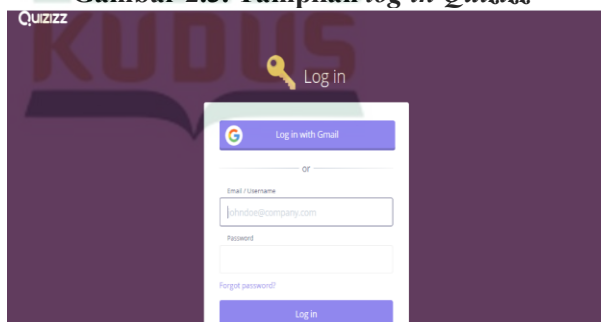 Gambar 2.3. Tampilan log in Quizizz
QUIZIZZ
KUDUS
Log in
G
Log in with Gmail
or
Email / Username
johndoe@company.com
Password
Forgot password?
Log in